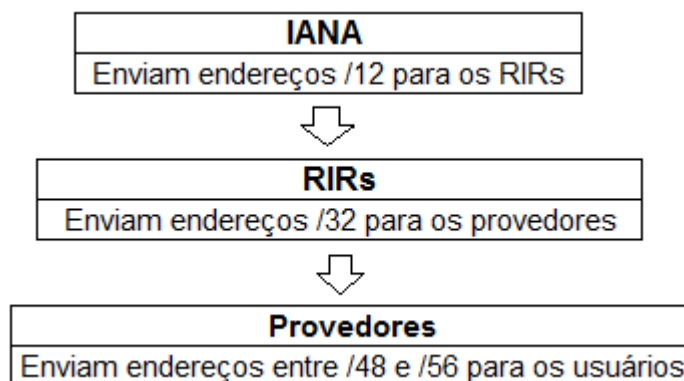 IANA
Enviam endereços /12 para os RIRs
RIRs
Enviam endereços /32 para os provedores
Provedores
Enviam endereços entre /48 e /56 para os usuários